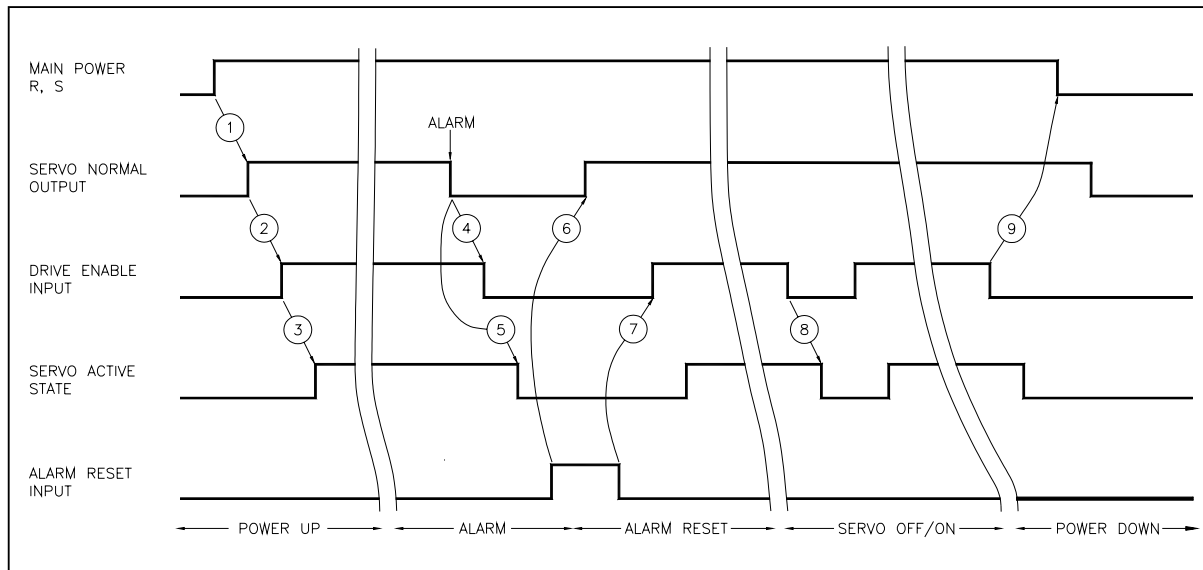 MAIN POWER
R, S
1
ALARM
SERVO NORMAL
OUTPUT
2
4
6
9
DRIVE ENABLE
INPUT
3
5
7
8
SERVO ACTIVE
STATE
ALARM RESET
INPUT
POWER UP
ALARM
ALARM RESET
SERVO OFF/ON
POWER DOWN